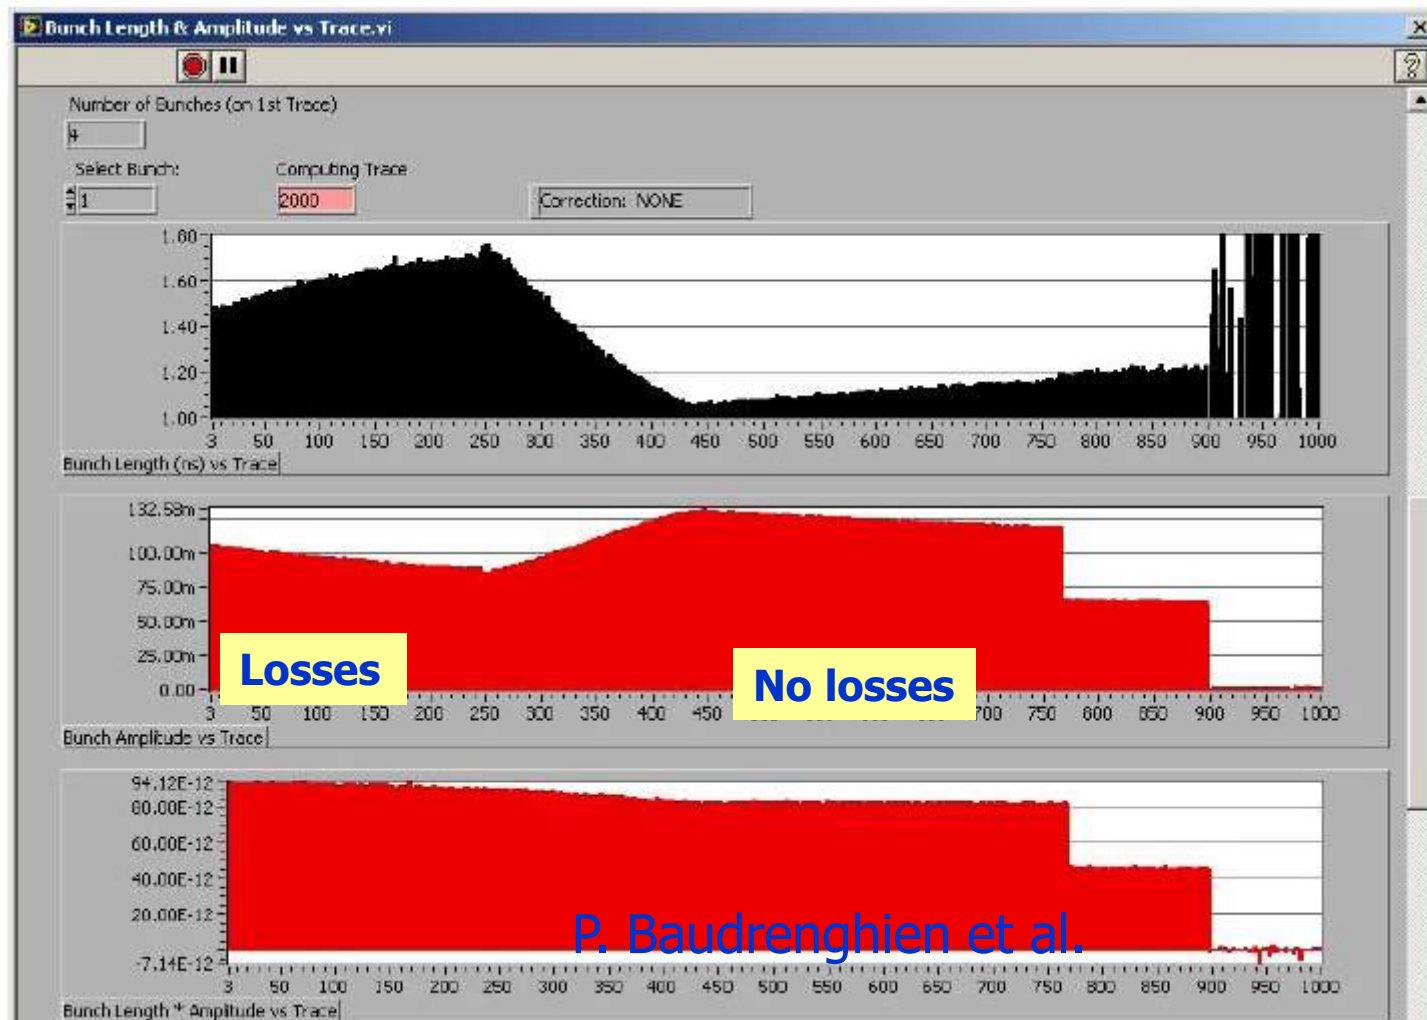 Bunch Length & Amplitude vs Trace.vi
Number of Bunches (on 1st Trace)
4
Select Bunch:
Computing Trace
1
2000
Correction: NONE
1.80
1.60
1.40
1.20
1.00
3 50 100 150 200 250 300 350 400 450 500 550 600 650 700 750 800 850 900 950 1000
Bunch Length (ns) vs Trace
132.58m
100.00m
75.00m
50.00m
25.00m
0.00
Losses
No losses
3 50 100 150 200 250 300 350 400 450 700 750 800 850 900 950 1000
Bunch Amplitude vs Trace
94.12E-12
80.00E-12
60.00E-12
40.00E-12
20.00E-12
-7.14E-12
P. Baudrenghien et al.
3 50 100 150 200 250 300 350 400 450 500 550 600 650 700 750 800 850 900 950 1000
Bunch Length * Amplitude vs Trace